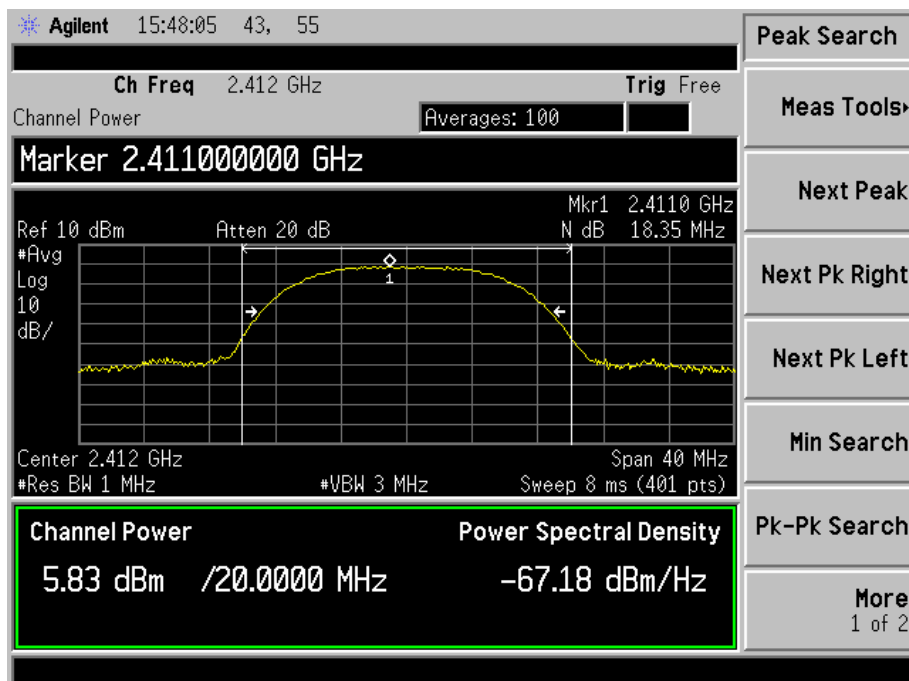 Agilent 15:48:05 43, 55
Peak Search
Ch Freq 2.412 GHz Trig Free
Channel Power Averages: 100
Meas Tools
Marker 2.411000000 GHz
Mkr1 2.4110 GHz
Ref 10 dBm Atten 20 dB N dB 18.35 MHz
Next Peak
#Avg
Log
10
dB/
1
Next Pk Right
Next Pk Left
Center 2.412 GHz Span 40 MHz
#Res BW 1 MHz #VBW 3 MHz Sweep 8 ms (401 pts)
Min Search
Channel Power Power Spectral Density
5.83 dBm /20.0000 MHz -67.18 dBm/Hz
Pk-Pk Search
More
1 of 2